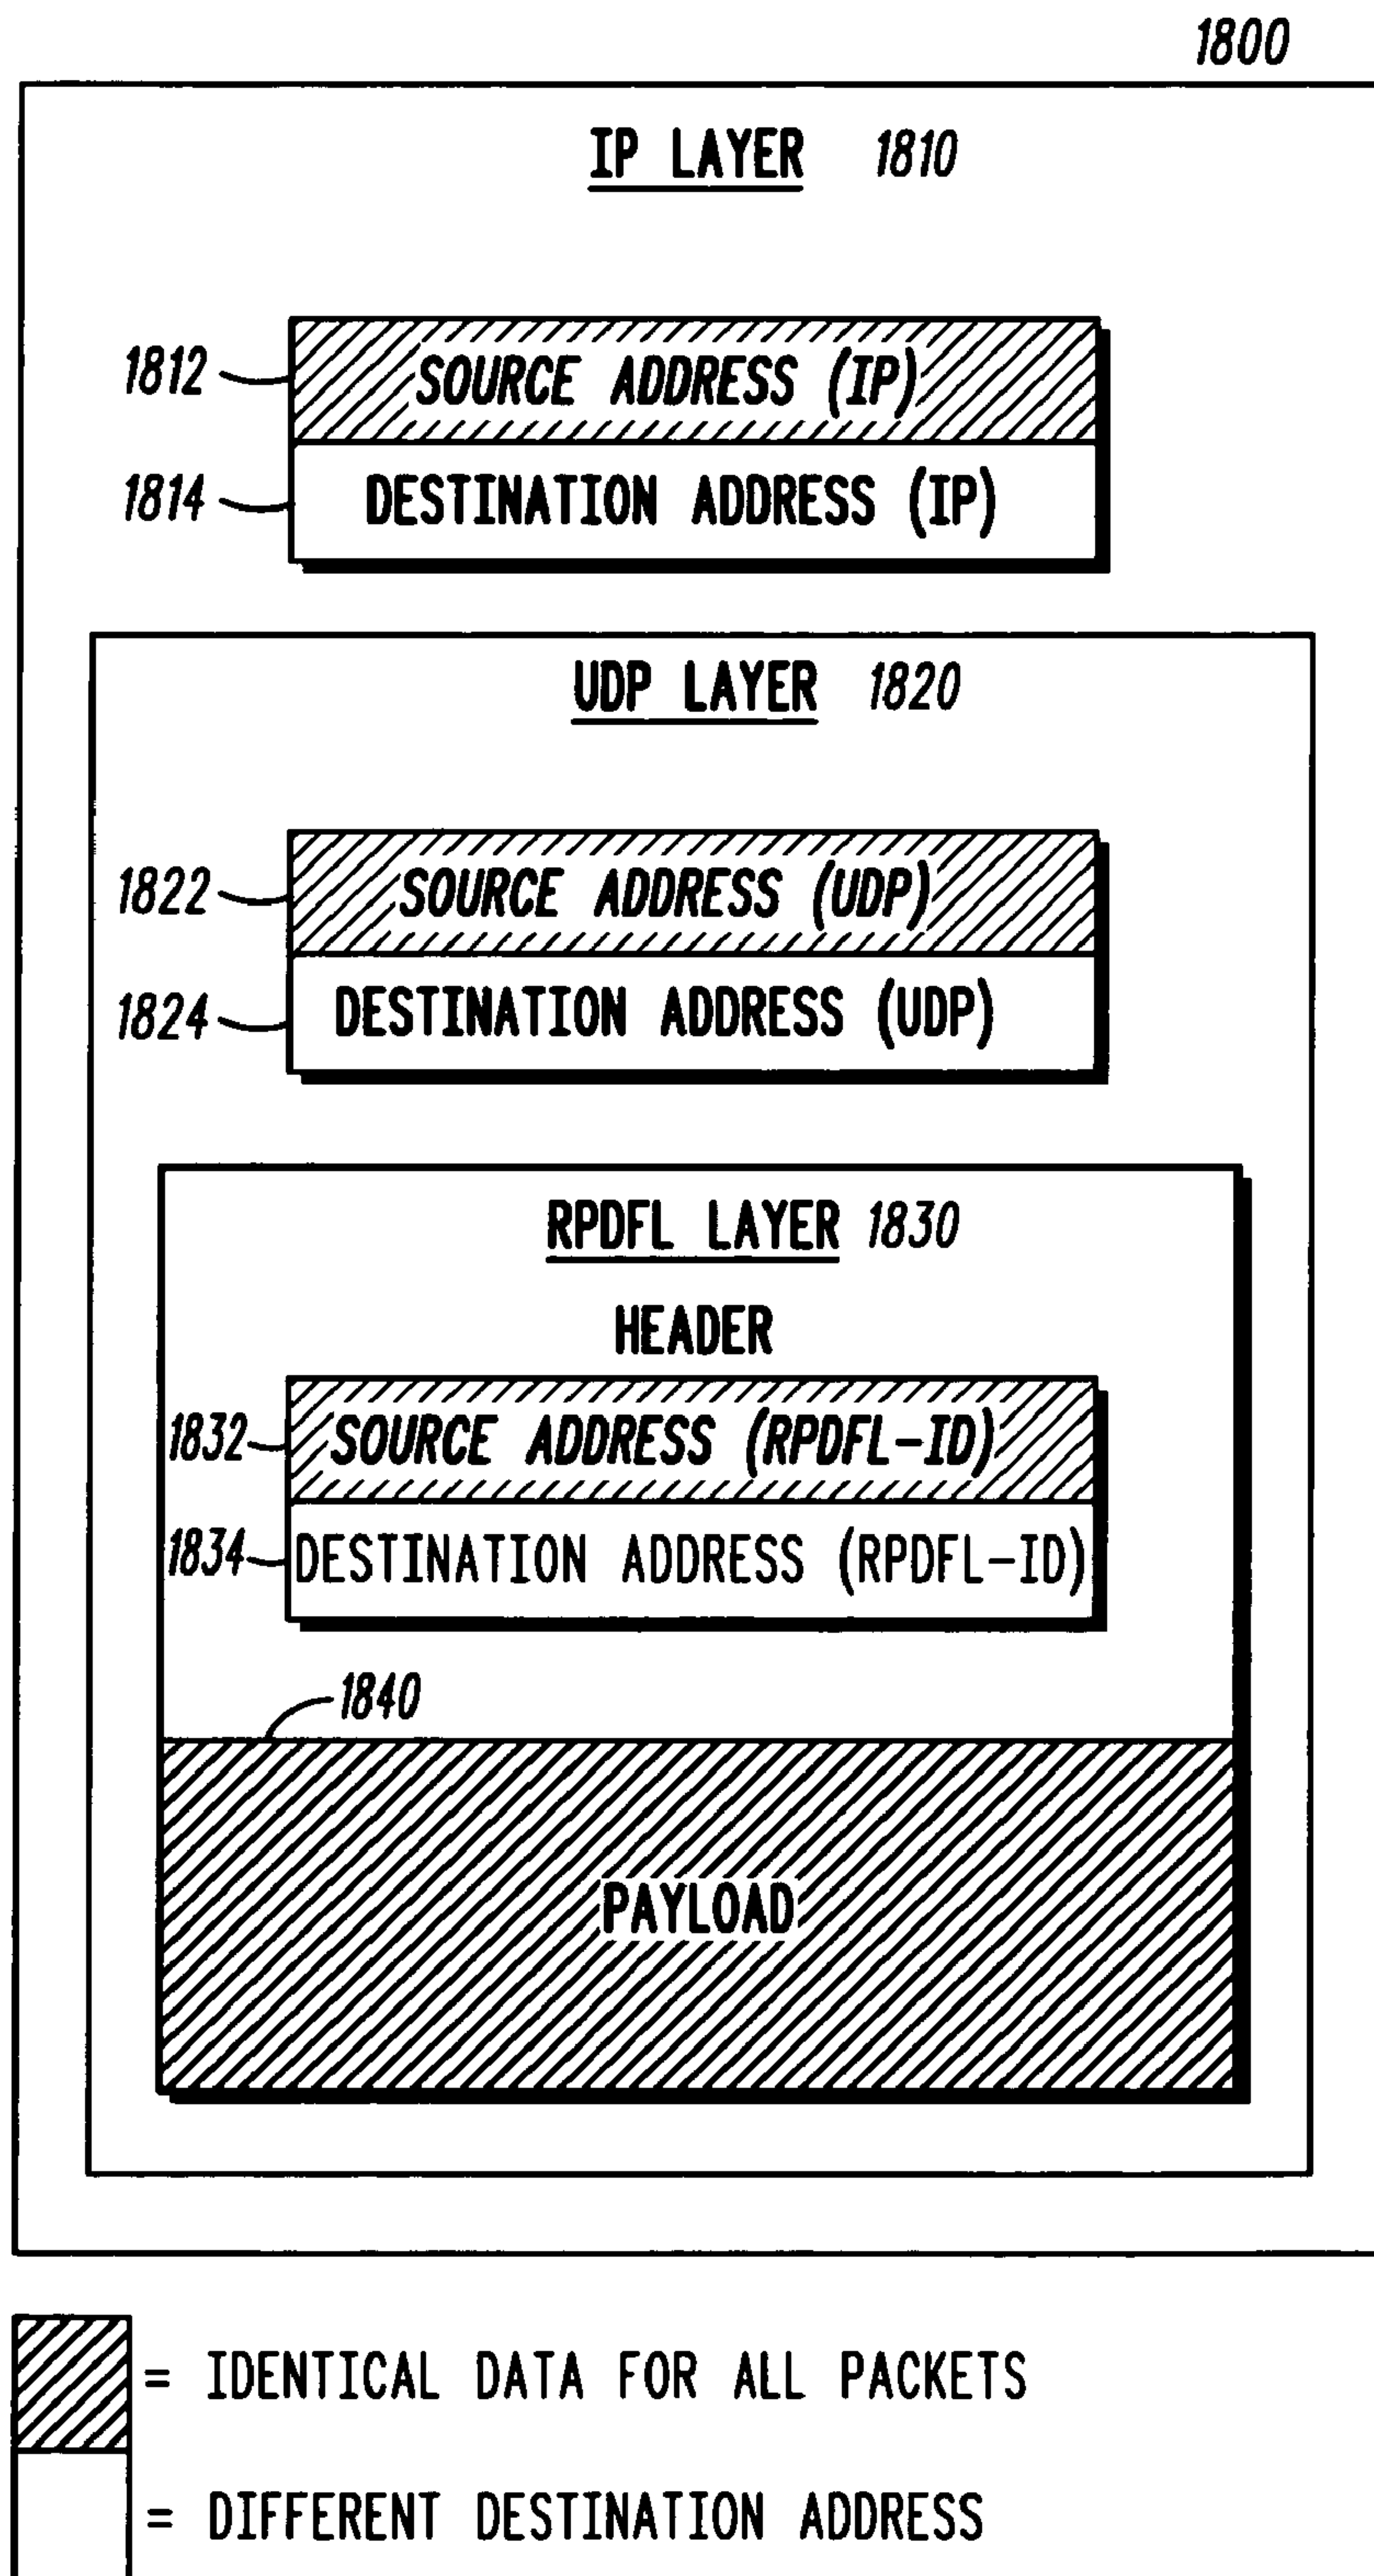 1800
IP LAYER 1810
1812 SOURCE ADDRESS (IP)
1814 DESTINATION ADDRESS (IP)
UDP LAYER 1820
1822 SOURCE ADDRESS (UDP)
1824 DESTINATION ADDRESS (UDP)
RPDFL LAYER 1830
HEADER
1832 SOURCE ADDRESS (RPDFL-ID)
1834 DESTINATION ADDRESS (RPDFL-ID)
1840
PAYLOAD
= IDENTICAL DATA FOR ALL PACKETS
= DIFFERENT DESTINATION ADDRESS